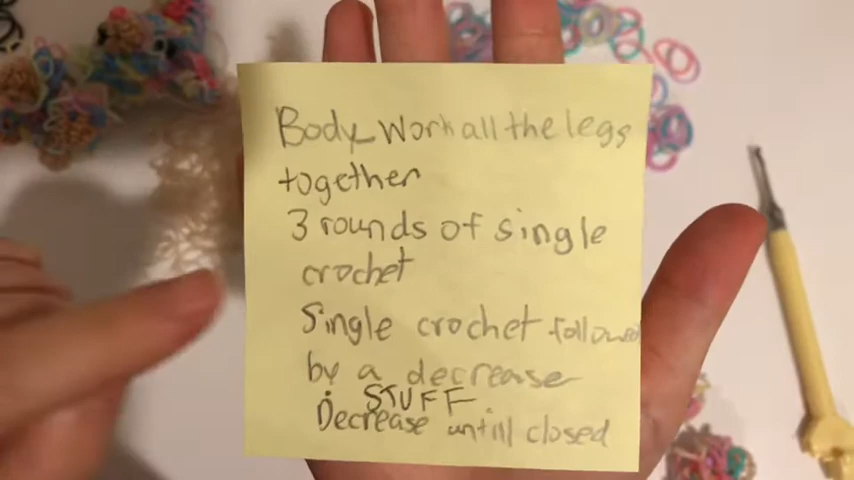 Body Work all the legs
together
3 rounds of single
crochet
Single crochet followed
by a decrease
STUFF
Decrease untill closed